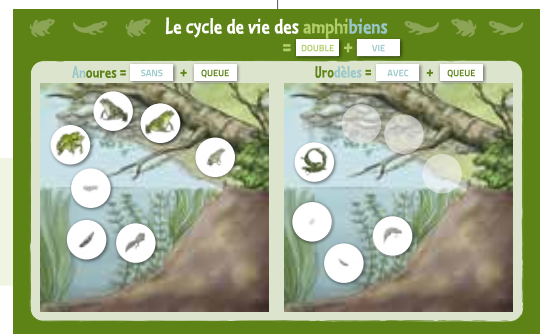 Le cycle de vie des amphibiens
= DOUBLE + VIE
Anoures = SANS + QUEUE
Urodèles = AVEC + QUEUE